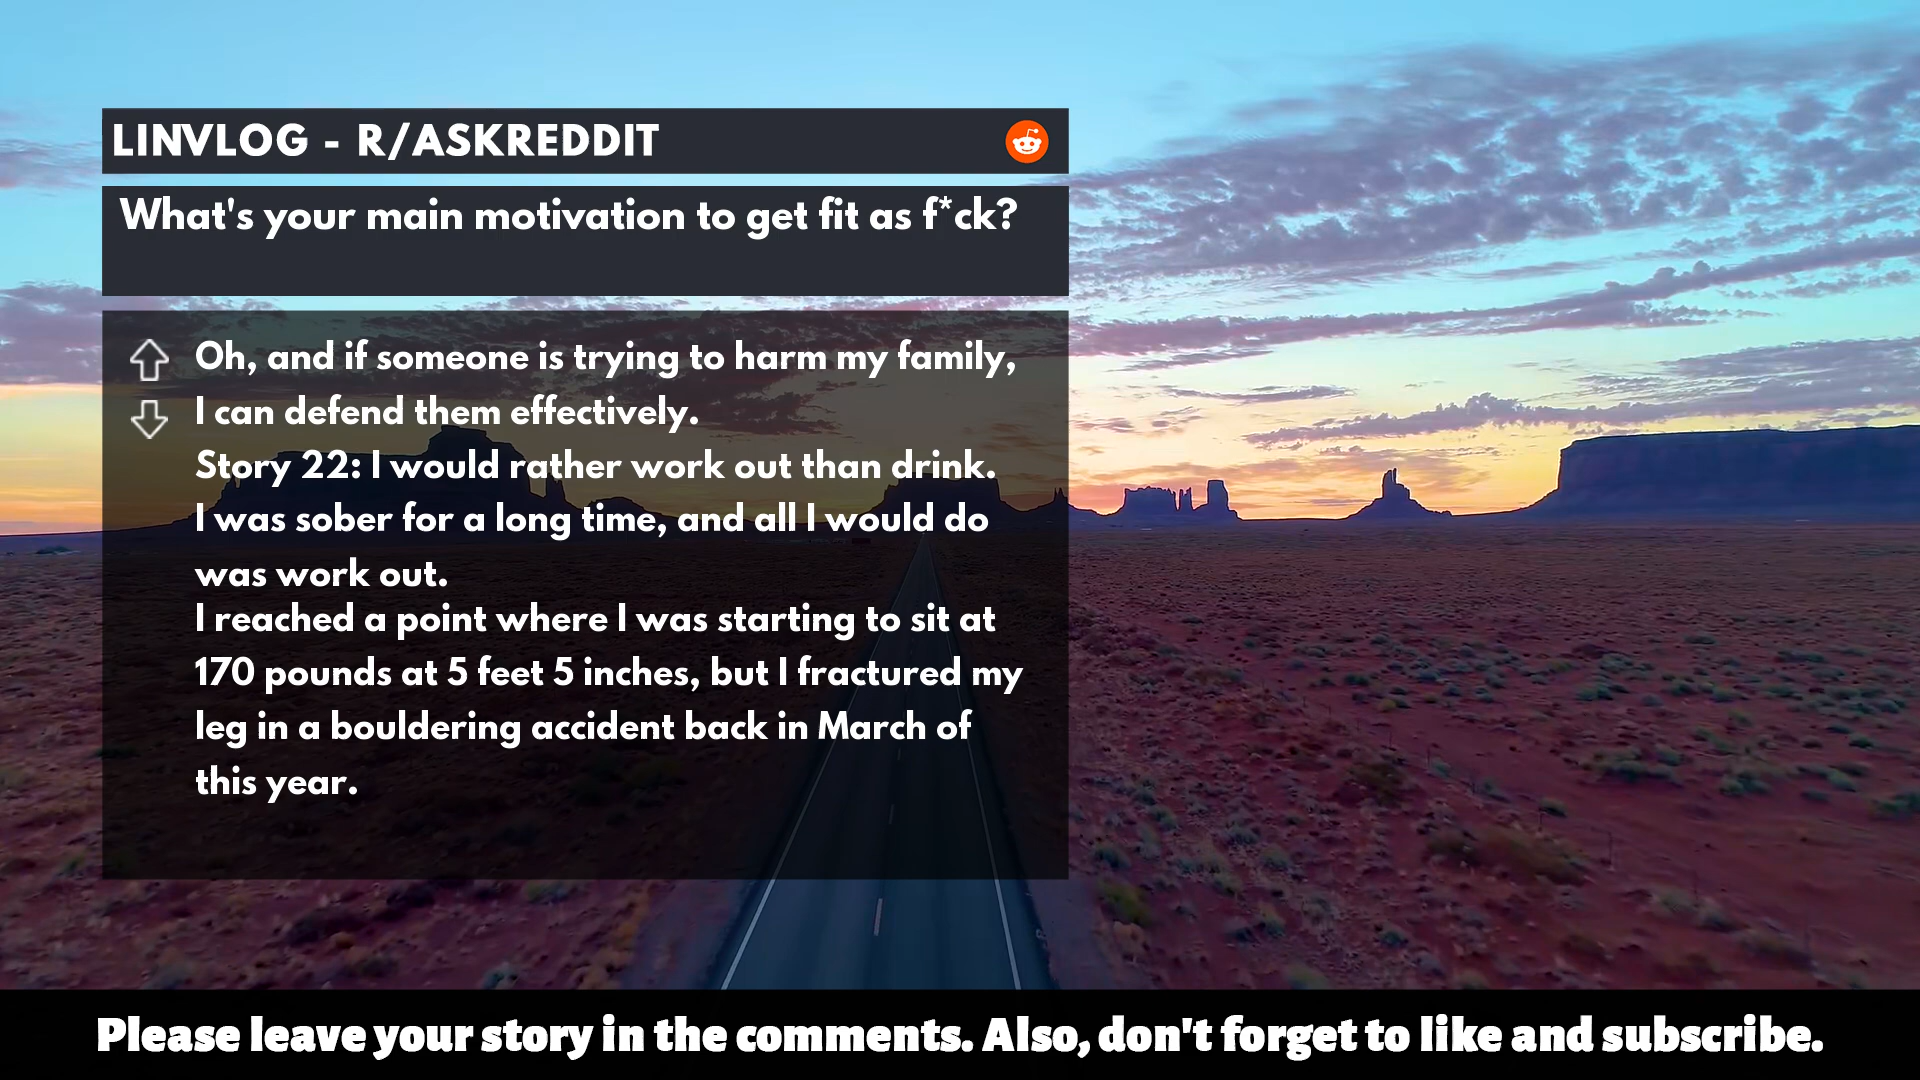 LINVLOG - R/ASKREDDIT
What's your main motivation to get fit as f*ck?
Oh, and if someone is trying to harm my family,
I can defend them effectively.
Story 22: I would rather work out than drink.
I was sober for a long time, and all I would do
was work out.
I reached a point where I was starting to sit at
170 pounds at 5 feet 5 inches, but I fractured my
leg in a bouldering accident back in March of
this year.
Please leave your story in the comments. Also, don't forget to like and subscribe.